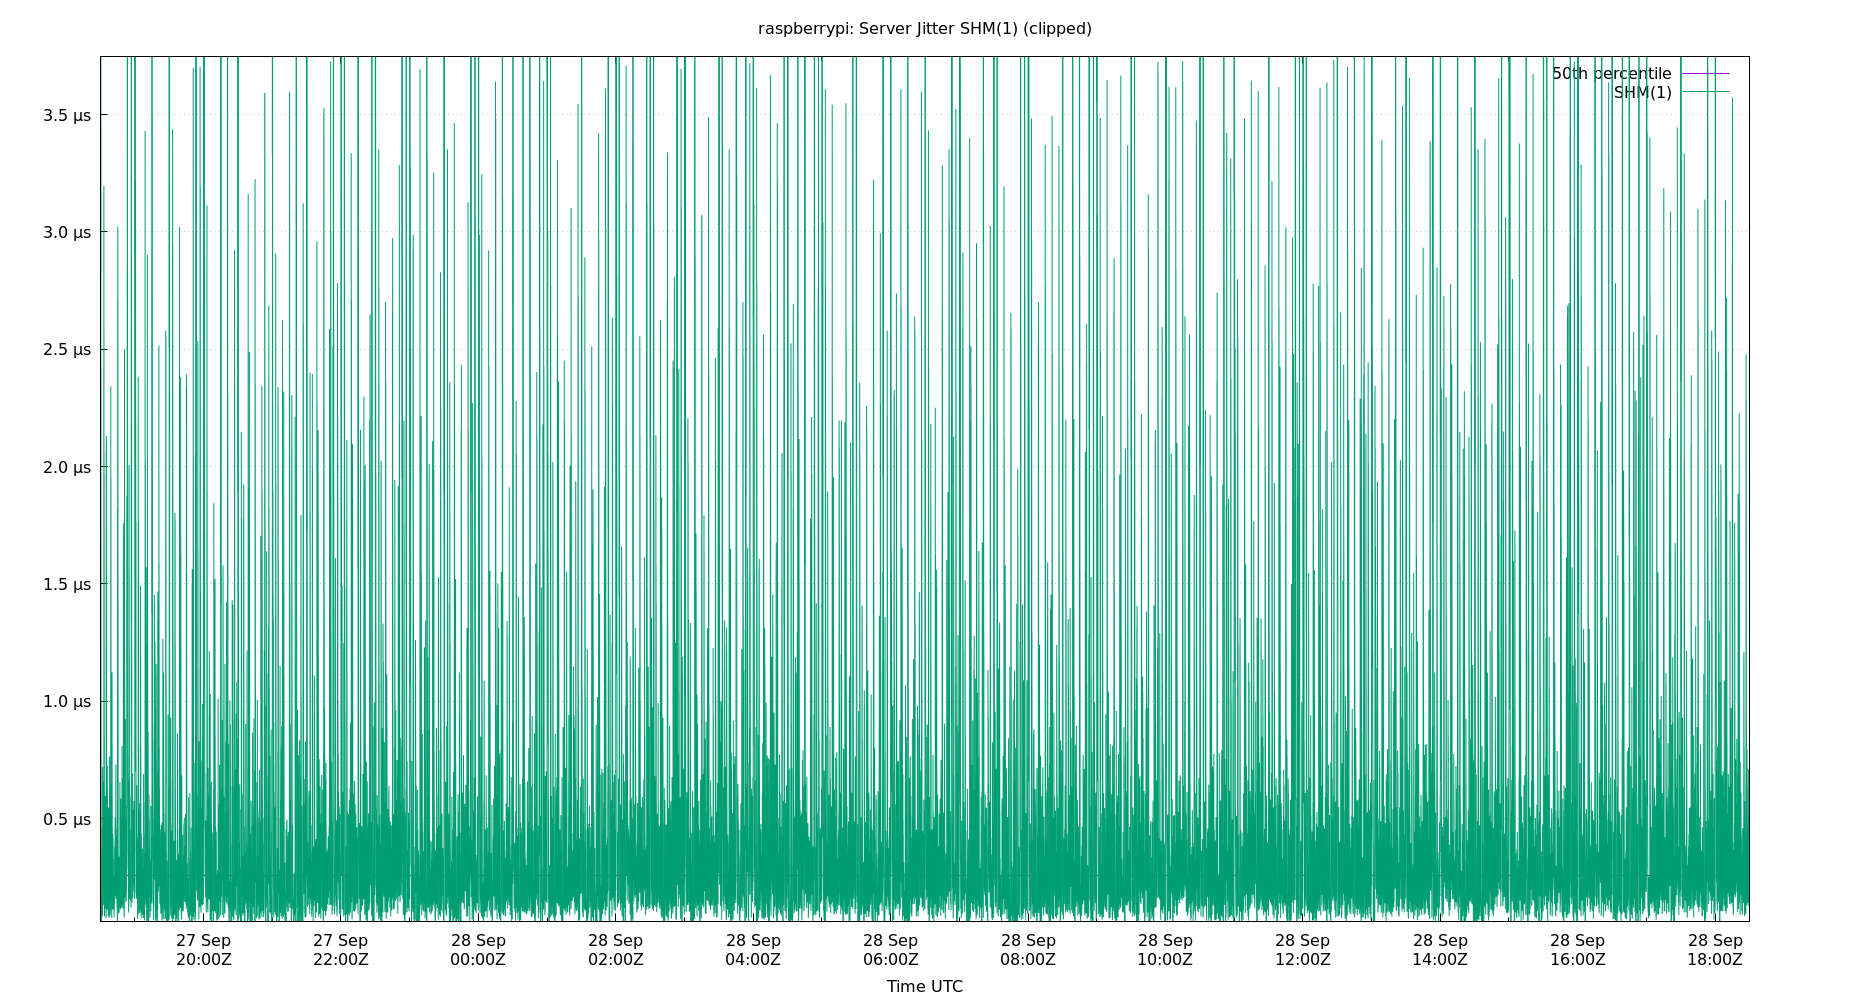 raspberrypi: Server Jitter SHM(1) (clipped)
50th percentile
SHM(1)
3.5 µs
3.0 µs
2.5 µs
2.0 µs
1.5 µs
1.0 µs
0.5 µs
27 Sep 27 Sep 28 Sep 28 Sep 28 Sep 28 Sep 28 Sep 28 Sep 28 Sep 28 Sep 28 Sep 28 Sep
20:00Z 22:00Z 00:00Z 02:00Z 04:00Z 06:00Z 08:00Z 10:00Z 12:00Z 14:00Z 16:00Z 18:00Z
Time UTC